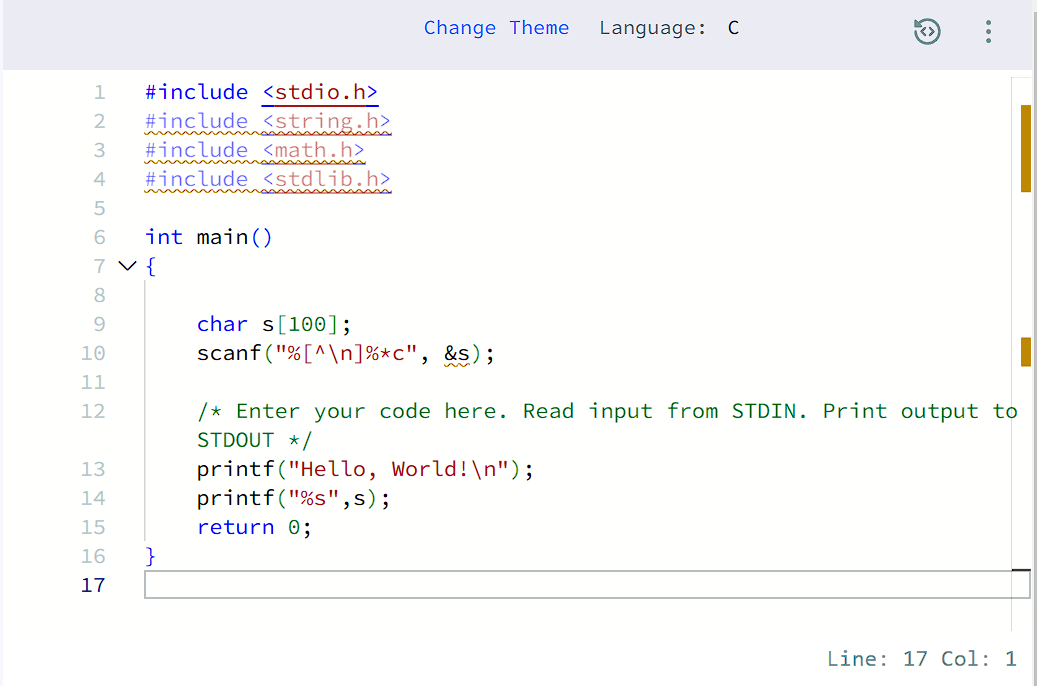 Change Theme Language: C
1 #include <stdio.h>
2 #include <string.h>
3 #include <math.h>
4 #include <stdlib.h>
5
6 int main()
7 {
8
9 char s[100];
10 scanf("%[^\n]%*c", &s);
11
12 /* Enter your code here. Read input from STDIN. Print output to
STDOUT */
13 printf("Hello, World!\n");
14 printf("%s",s);
15 return 0;
16 }
17
Line: 17 Col: 1